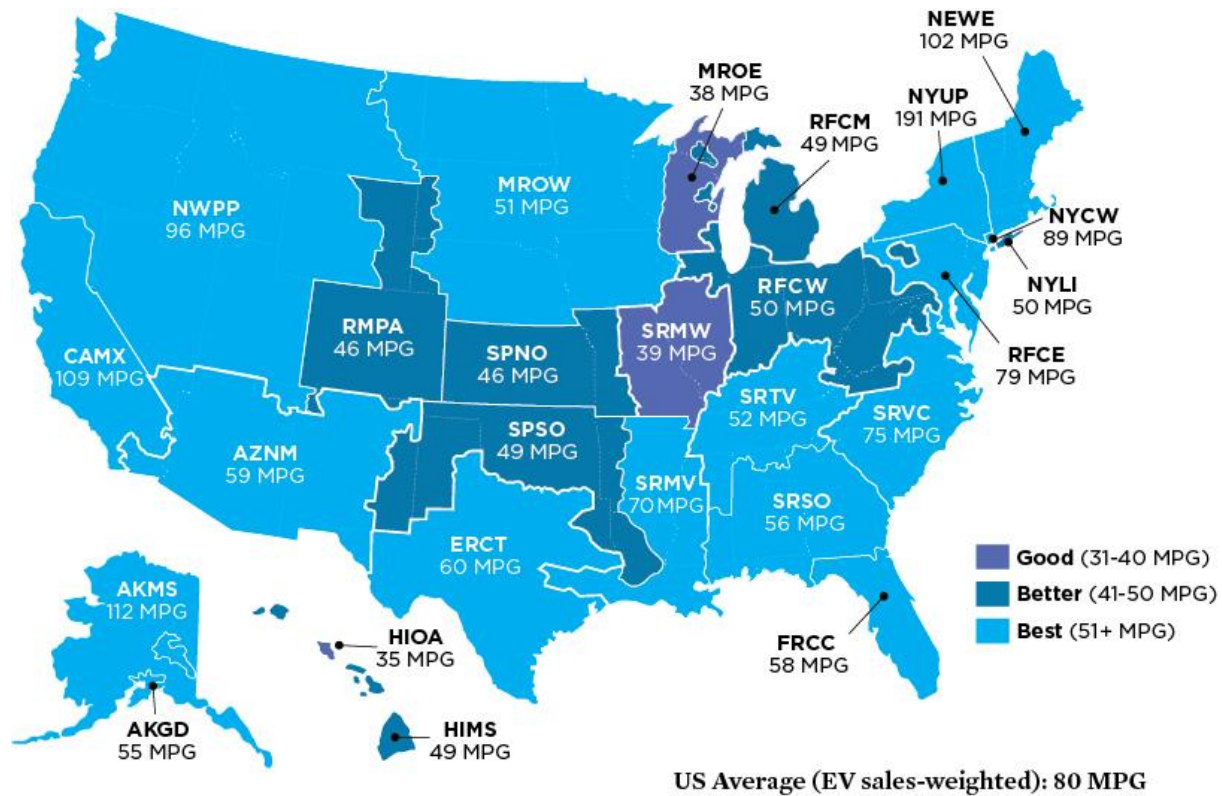 NEWE
102 MPG
MROE
38 MPG
NYUP
191 MPG
RFCM
49 MPG
MROW
51 MPG
NWPP
96 MPG
NYCW
89 MPG
NYLI
50 MPG
RFCW
50 MPG
RMPA
46 MPG
SRMW
39 MPG
SPNO
46 MPG
CAMX
109 MPG
RFCE
79 MPG
SRTV
52 MPG
SRVC
75 MPG
SPSO
49 MPG
AZNM
59 MPG
SRMV
70 MPG
SRSO
56 MPG
ERCT
60 MPG
Good (31-40 MPG)
Better (41-50 MPG)
Best (51+ MPG)
AKMS
112 MPG
HIOA
35 MPG
FRCC
58 MPG
AKGD
55 MPG
HIMS
49 MPG
US Average (EV sales-weighted): 80 MPG